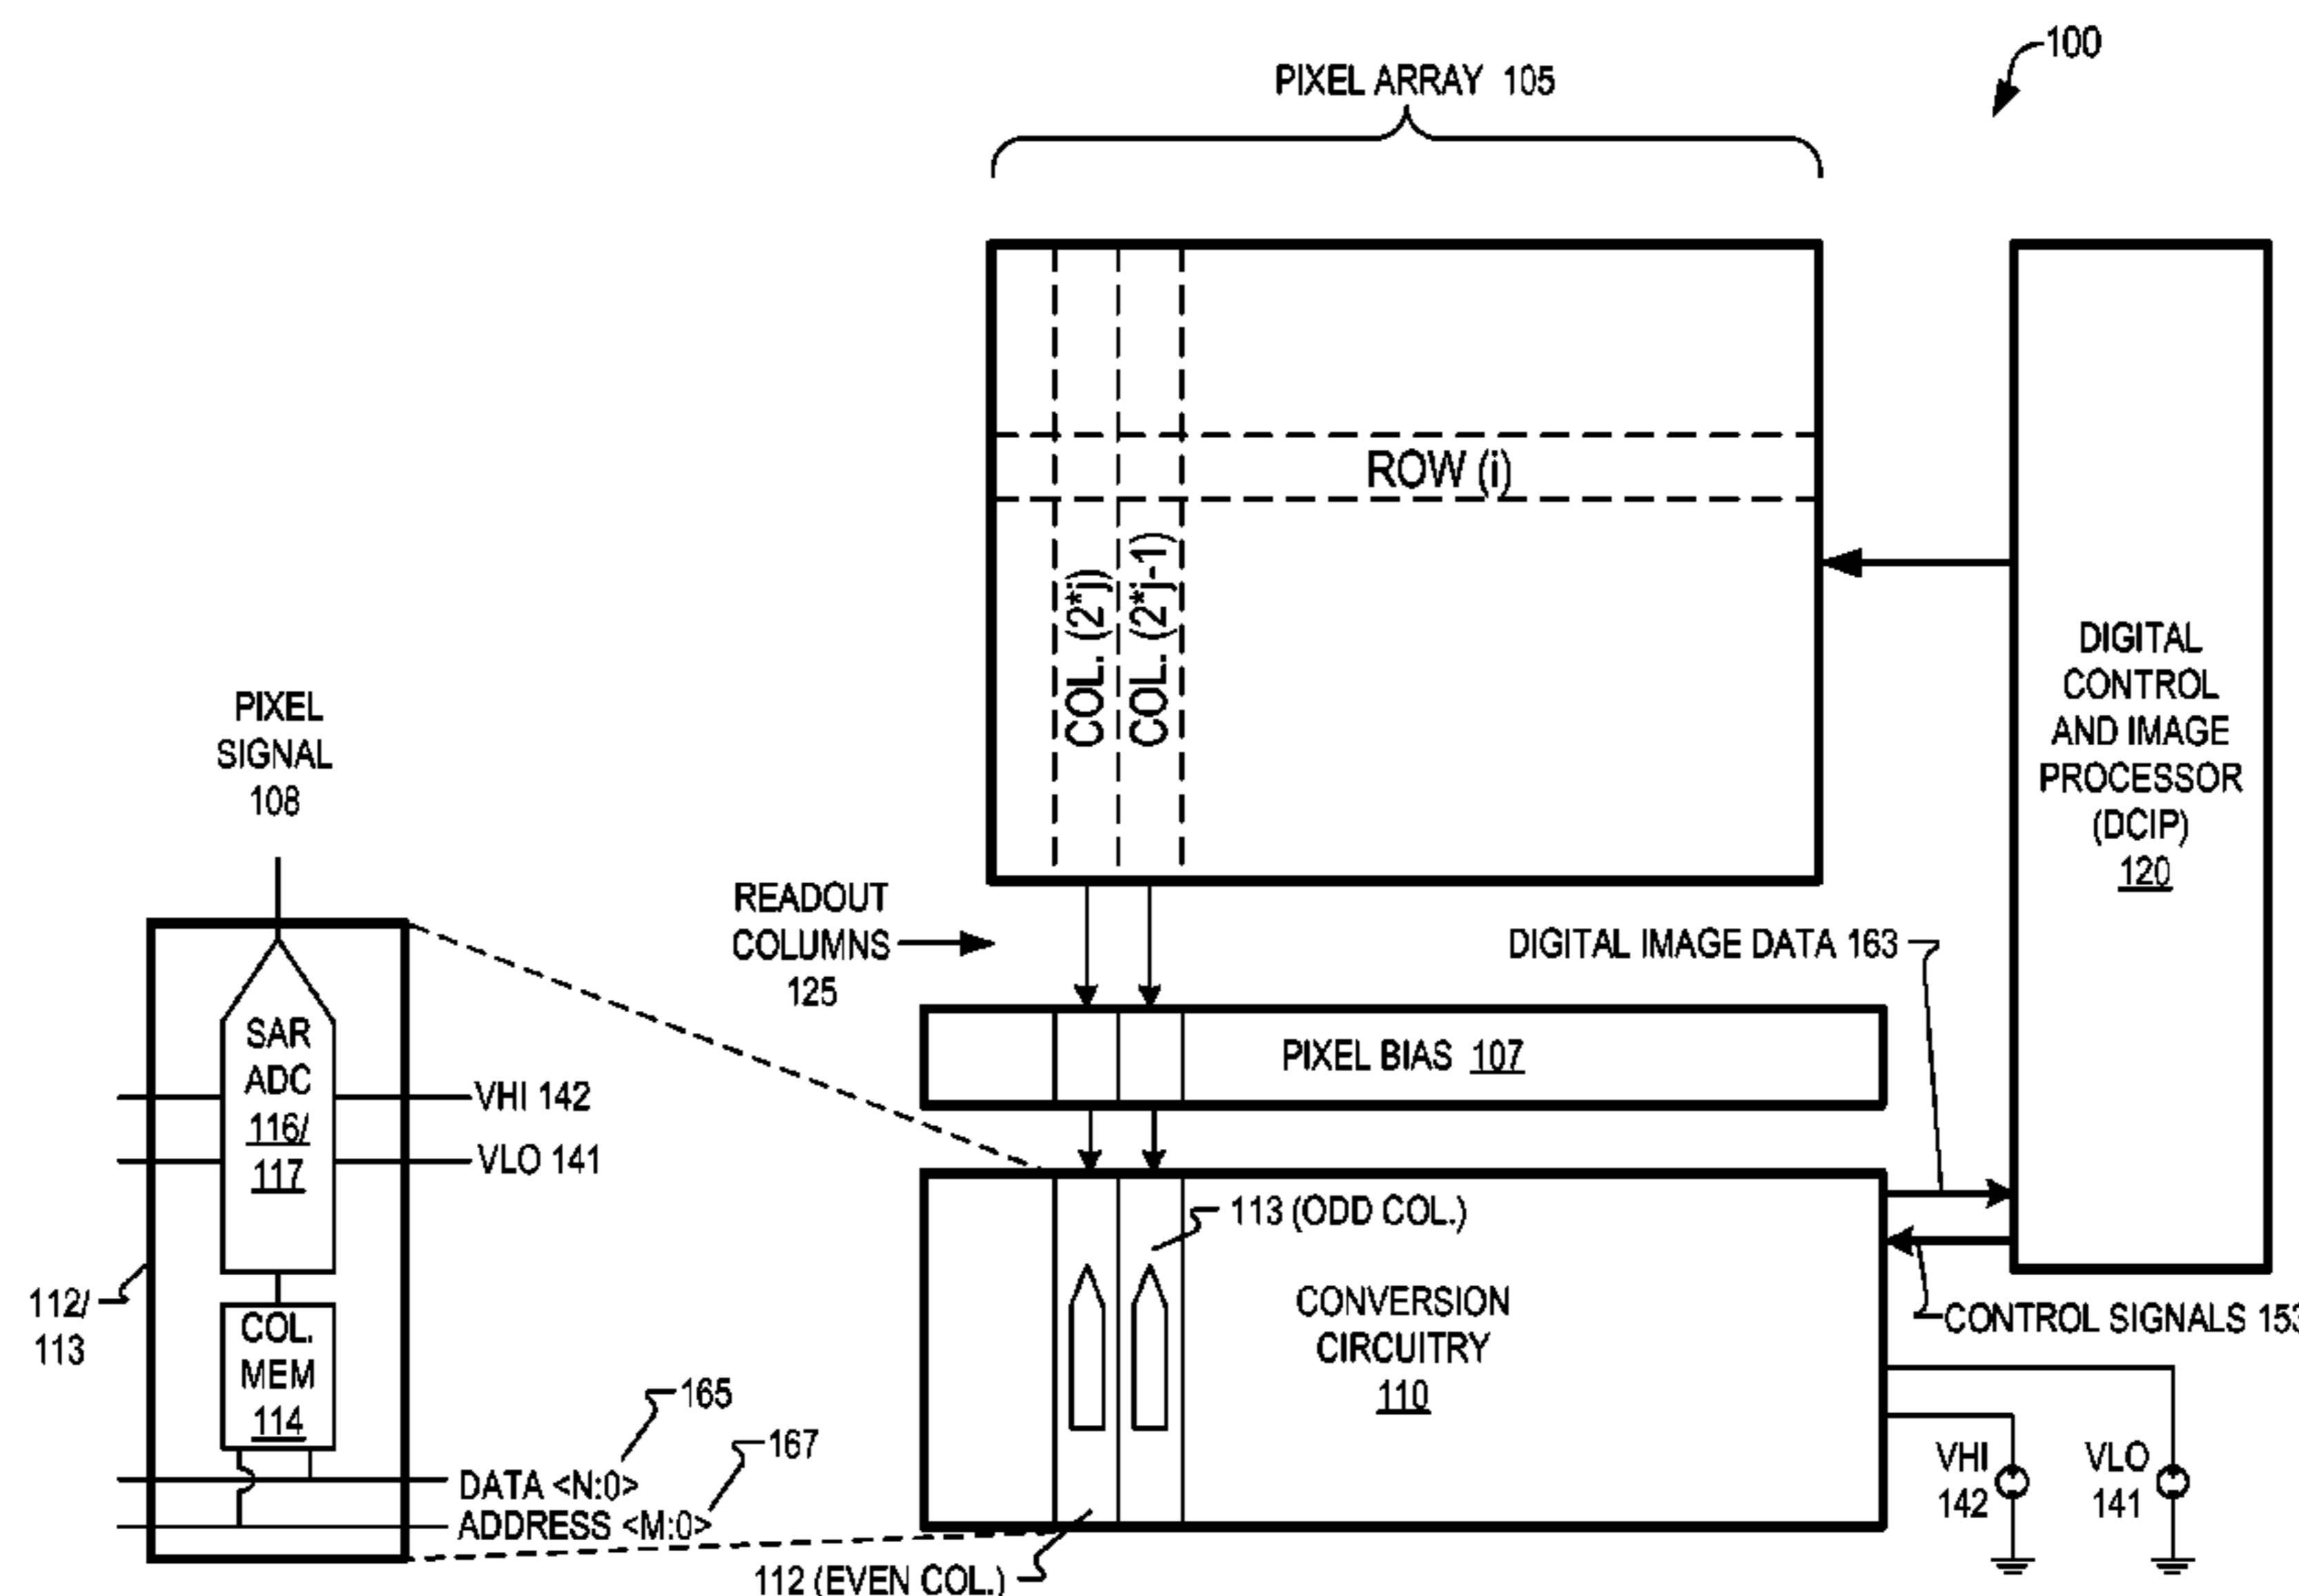 100
PIXEL ARRAY 105
ROW (i)
COL. (2*j)
COL. (2*j-1)
DIGITAL
CONTROL
AND IMAGE
PROCESSOR
(DCIP)
120
PIXEL
SIGNAL
108
READOUT
COLUMNS
125
DIGITAL IMAGE DATA 163
SAR
ADC
116/
117
VHI 142
VLO 141
PIXEL BIAS 107
113 (ODD COL.)
112/
113
COL.
MEM
114
CONVERSION
CIRCUITRY
110
CONTROL SIGNALS 153
165
167
DATA <N:0>
ADDRESS <M:0>
VHI
142
VLO
141
112 (EVEN COL.)